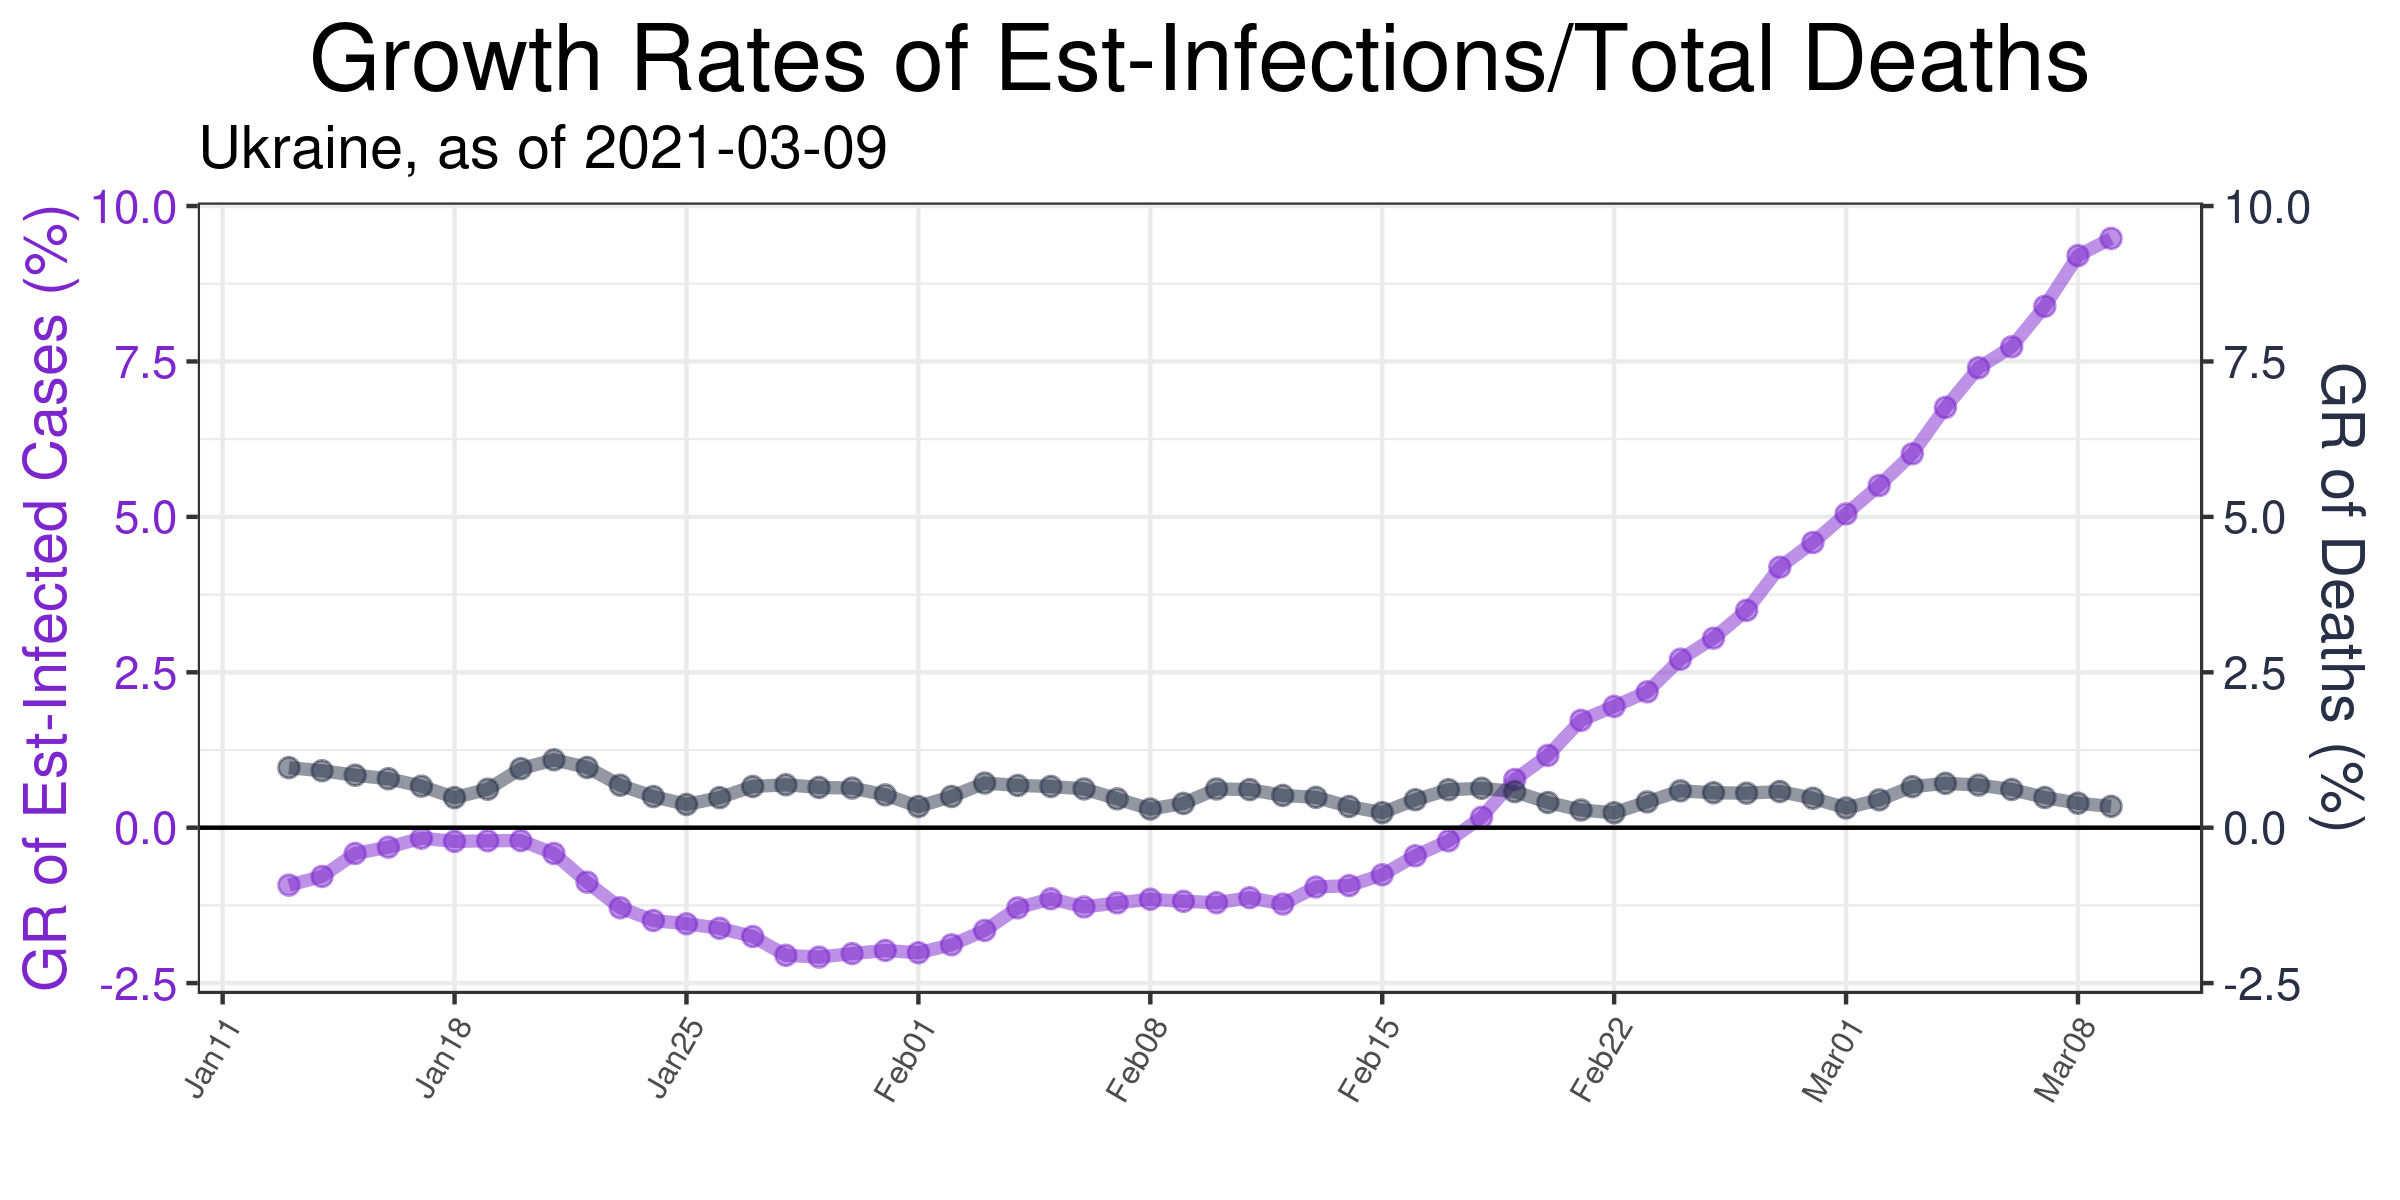 Growth Rates of Est-Infections/Total Deaths
Ukraine, as of 2021-03-09
GR of Est-Infected Cases (%)
10.0
7.5
5.0
2.5
0.0
-2.5
10.0
7.5
5.0
2.5
0.0
-2.5
GR of Deaths (%)
Jan11 Jan18 Jan25 Feb01 Feb08 Feb15 Feb22 Mar01 Mar08